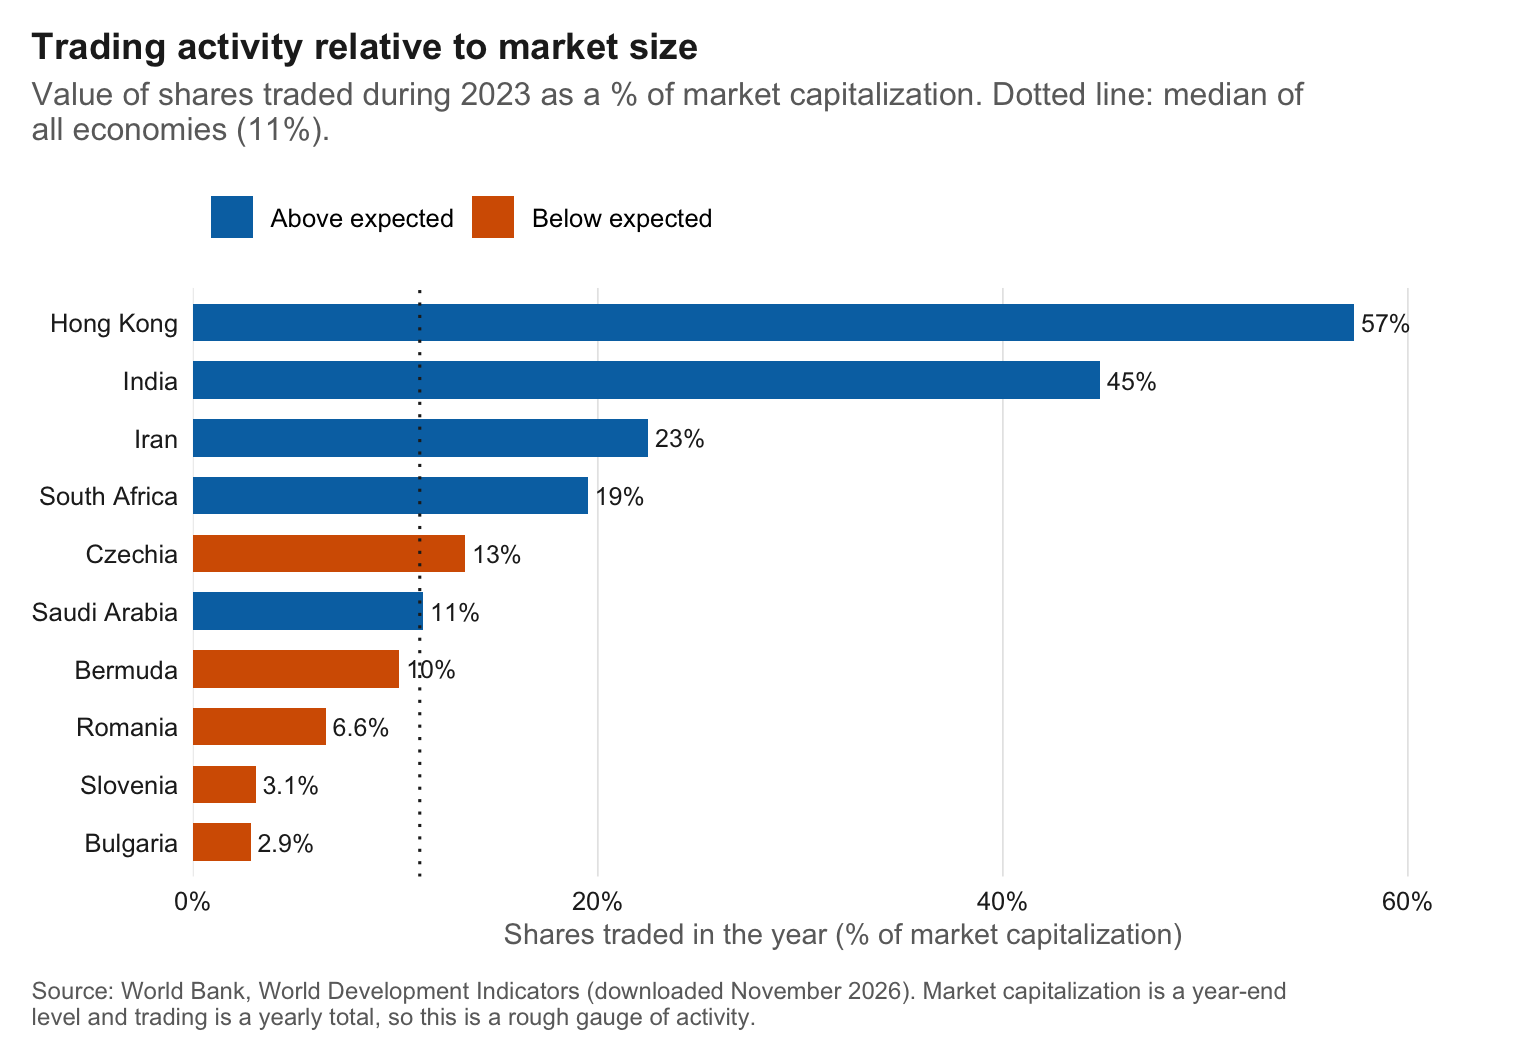 Trading activity relative to market size
Value of shares traded during 2023 as a % of market capitalization. Dotted line: median of
all economies (11%).
Above expected
Below expected
Hong Kong 57%
India 45%
Iran 23%
South Africa 19%
Czechia 13%
Saudi Arabia 11%
Bermuda 10%
Romania 6.6%
Slovenia 3.1%
Bulgaria 2.9%
0% 20% 40% 60%
Shares traded in the year (% of market capitalization)
Source: World Bank, World Development Indicators (downloaded November 2026). Market capitalization is a year-end
level and trading is a yearly total, so this is a rough gauge of activity.